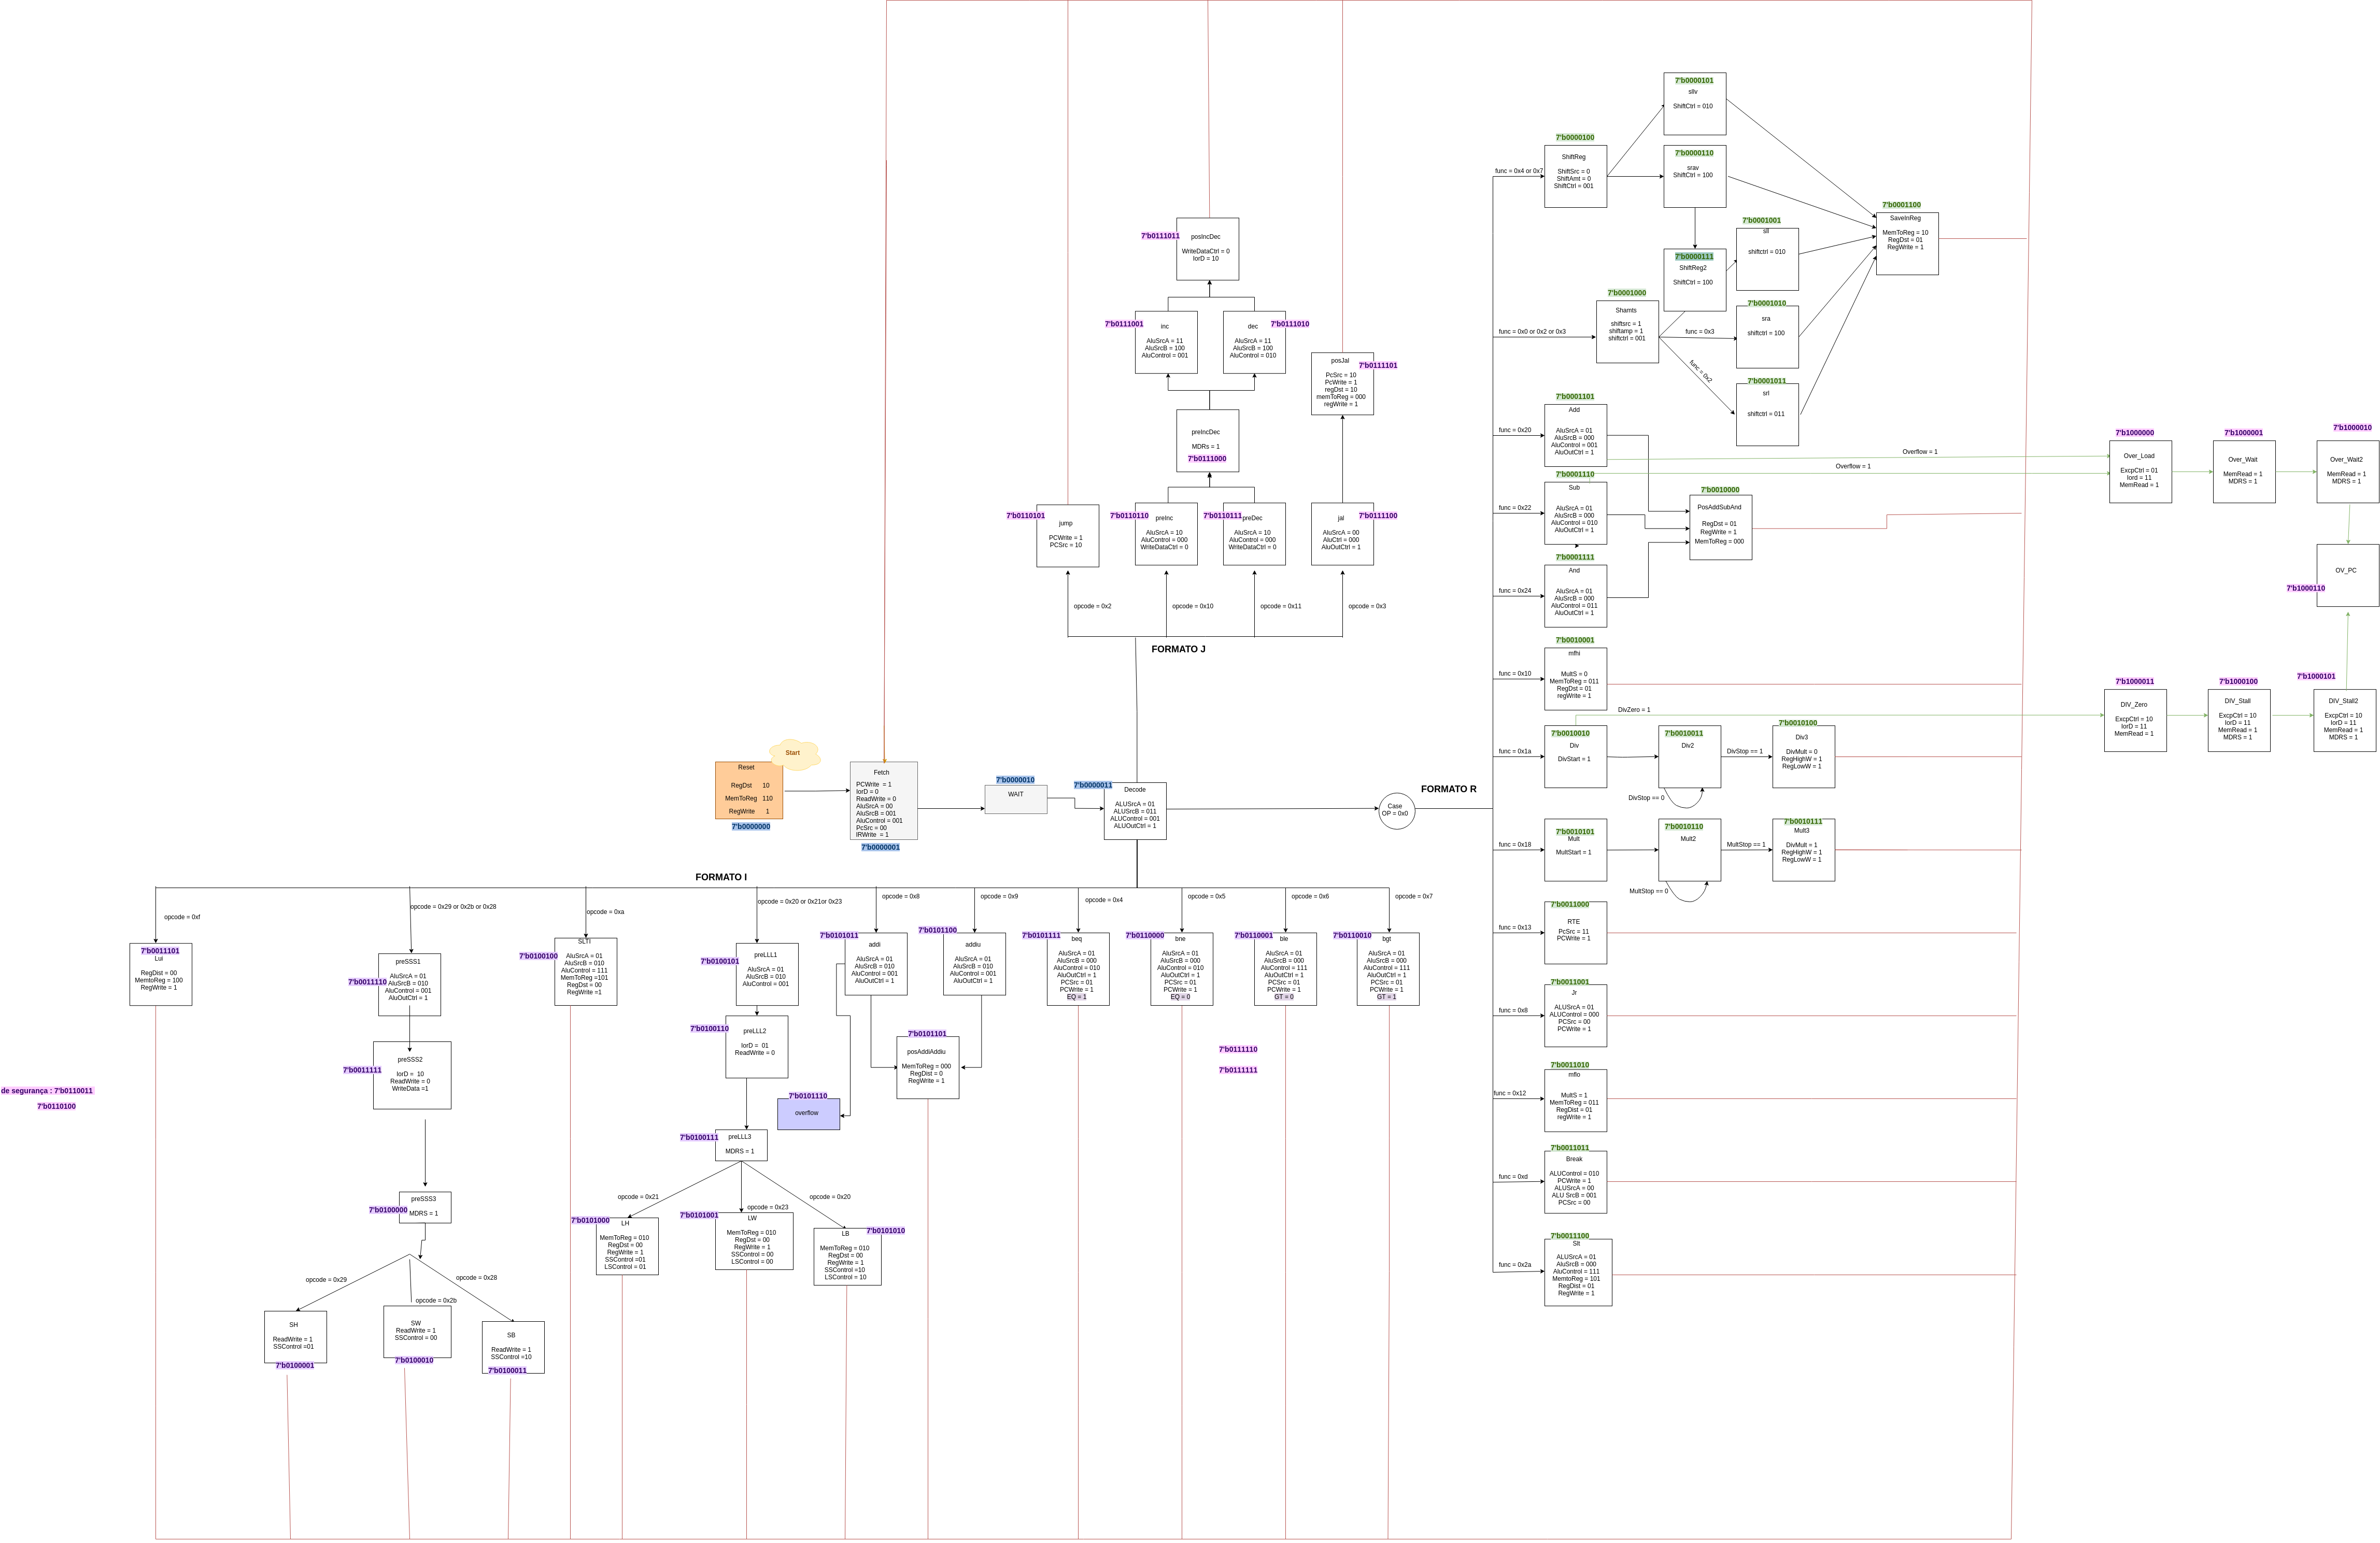 7'b0000101
sllv
ShiftCtrl = 010
7'b0000100
ShiftReg
ShiftSrc = 0
ShiftAmt = 0
ShiftCtrl = 001
func = 0x4 or 0x7
7'b0000110
srav
ShiftCtrl = 100
7'b0000111
ShiftReg2
ShiftCtrl = 100
7'b0001001
sll
shiftctrl = 010
7'b0001100
SaveInReg
MemToReg = 10
RegDst = 01
RegWrite = 1
7'b0001000
Shamts
shiftsrc = 1
shiftamp = 1
shiftctrl = 001
func = 0x0 or 0x2 or 0x3
func = 0x3
func = 0x2
7'b0001010
sra
shiftctrl = 100
7'b0001011
srl
shiftctrl = 011
7'b0111011
posIncDec
WriteDataCtrl = 0
IorD = 10
7'b0111001
inc
AluSrcA = 11
AluSrcB = 100
AluControl = 001
7'b0111010
dec
AluSrcA = 11
AluSrcB = 100
AluControl = 010
7'b0111101
posJal
PcSrc = 10
PcWrite = 1
regDst = 10
memToReg = 000
regWrite = 1
preIncDec
MDRs = 1
7'b0111000
7'b0110101
jump
PCWrite = 1
PCSrc = 10
7'b0110110
preInc
AluSrcA = 10
AluControl = 000
WriteDataCtrl = 0
7'b0110111
preDec
AluSrcA = 10
AluControl = 000
WriteDataCtrl = 0
7'b0111100
jal
AluSrcA = 00
AluCtrl = 000
AluOutCtrl = 1
opcode = 0x2
opcode = 0x10
opcode = 0x11
opcode = 0x3
FORMATO J
7'b0001101
Add
AluSrcA = 01
AluSrcB = 000
AluControl = 001
AluOutCtrl = 1
func = 0x20
7'b0001110
Sub
AluSrcA = 01
AluSrcB = 000
AluControl = 010
AluOutCtrl = 1
func = 0x22
7'b0001111
And
AluSrcA = 01
AluSrcB = 000
AluControl = 011
AluOutCtrl = 1
func = 0x24
7'b0010000
PosAddSubAnd
RegDst = 01
RegWrite = 1
MemToReg = 000
Overflow = 1
Overflow = 1
7'b1000000
Over_Load
ExcpCtrl = 01
Iord = 11
MemRead = 1
7'b1000001
Over_Wait
MemRead = 1
MDRS = 1
7'b1000010
Over_Wait2
MemRead = 1
MDRS = 1
OV_PC
7'b1000110
7'b0010001
mfhi
MultS = 0
MemToReg = 011
RegDst = 01
regWrite = 1
func = 0x10
DivZero = 1
7'b1000011
DIV_Zero
ExcpCtrl = 10
IorD = 11
MemRead = 1
7'b1000100
DIV_Stall
ExcpCtrl = 10
IorD = 11
MemRead = 1
MDRS = 1
7'b1000101
DIV_Stall2
ExcpCtrl = 10
IorD = 11
MemRead = 1
MDRS = 1
7'b0010010
Div
DivStart = 1
func = 0x1a
7'b0010011
Div2
DivStop == 1
DivStop == 0
7'b0010100
Div3
DivMult = 0
RegHighW = 1
RegLowW = 1
Start
Reset
RegDst 10
MemToReg 110
RegWrite 1
7'b0000000
Fetch
PCWrite = 1
IorD = 0
ReadWrite = 0
AluSrcA = 00
AluSrcB = 001
AluControl = 001
PcSrc = 00
IRWrite = 1
7'b0000001
7'b0000010
WAIT
7'b0000011
Decode
ALUSrcA = 01
ALUSrcB = 011
ALUControl = 001
ALUOutCtrl = 1
Case
OP = 0x0
FORMATO R
7'b0010101
Mult
MultStart = 1
func = 0x18
7'b0010110
Mult2
MultStop == 1
MultStop == 0
7'b0010111
Mult3
DivMult = 1
RegHighW = 1
RegLowW = 1
7'b0011000
RTE
PcSrc = 11
PCWrite = 1
func = 0x13
7'b0011001
Jr
ALUSrcA = 01
ALUControl = 000
PCSrc = 00
PCWrite = 1
func = 0x8
7'b0011010
mflo
MultS = 1
MemToReg = 011
RegDst = 01
regWrite = 1
func = 0x12
7'b0011011
Break
ALUControl = 010
PCWrite = 1
ALUSrcA = 00
ALU SrcB = 001
PCSrc = 00
func = 0xd
7'b0011100
Slt
ALUSrcA = 01
ALUSrcB = 000
AluControl = 111
MemtoReg = 101
RegDist = 01
RegWrite = 1
func = 0x2a
FORMATO I
opcode = 0xf
opcode = 0x29 or 0x2b or 0x28
opcode = 0xa
opcode = 0x20 or 0x21or 0x23
opcode = 0x8
opcode = 0x9
opcode = 0x4
opcode = 0x5
opcode = 0x6
opcode = 0x7
7'b0011101
Lui
RegDist = 00
MemtoReg = 100
RegWrite = 1
7'b0011110
preSSS1
AluSrcA = 01
AluSrcB = 010
AluControl = 001
AluOutCtrl = 1
7'b0011111
preSSS2
IorD = 10
ReadWrite = 0
WriteData =1
de segurança : 7'b0110011
7'b0110100
7'b0100000
preSSS3
MDRS = 1
opcode = 0x29
opcode = 0x28
opcode = 0x2b
SH
ReadWrite = 1
SSControl =01
7'b0100001
SW
ReadWrite = 1
SSControl = 00
7'b0100010
SB
ReadWrite = 1
SSControl =10
7'b0100011
7'b0100100
SLTI
AluSrcA = 01
AluSrcB = 010
AluControl = 111
MemToReg =101
RegDst = 00
RegWrite =1
7'b0100101
preLLL1
AluSrcA = 01
AluSrcB = 010
AluControl = 001
7'b0100110
preLLL2
IorD = 01
ReadWrite = 0
7'b0100111
preLLL3
MDRS = 1
opcode = 0x21
opcode = 0x23
opcode = 0x20
7'b0101000
LH
MemToReg = 010
RegDst = 00
RegWrite = 1
SSControl =01
LSControl = 01
7'b0101001
LW
MemToReg = 010
RegDst = 00
RegWrite = 1
SSControl = 00
LSControl = 00
7'b0101010
LB
MemToReg = 010
RegDst = 00
RegWrite = 1
SSControl =10
LSControl = 10
7'b0101011
addi
AluSrcA = 01
AluSrcB = 010
AluControl = 001
AluOutCtrl = 1
7'b0101100
addiu
AluSrcA = 01
AluSrcB = 010
AluControl = 001
AluOutCtrl = 1
7'b0101101
posAddiAddiu
MemToReg = 000
RegDist = 0
RegWrite = 1
7'b0101110
overflow
7'b0101111
beq
AluSrcA = 01
AluSrcB = 000
AluControl = 010
AluOutCtrl = 1
PCSrc = 01
PCWrite = 1
EQ = 1
7'b0110000
bne
AluSrcA = 01
AluSrcB = 000
AluControl = 010
AluOutCtrl = 1
PCSrc = 01
PCWrite = 1
EQ = 0
7'b0110001
ble
AluSrcA = 01
AluSrcB = 000
AluControl = 111
AluOutCtrl = 1
PCSrc = 01
PCWrite = 1
GT = 0
7'b0110010
bgt
AluSrcA = 01
AluSrcB = 000
AluControl = 111
AluOutCtrl = 1
PCSrc = 01
PCWrite = 1
GT = 1
7'b0111110
7'b0111111